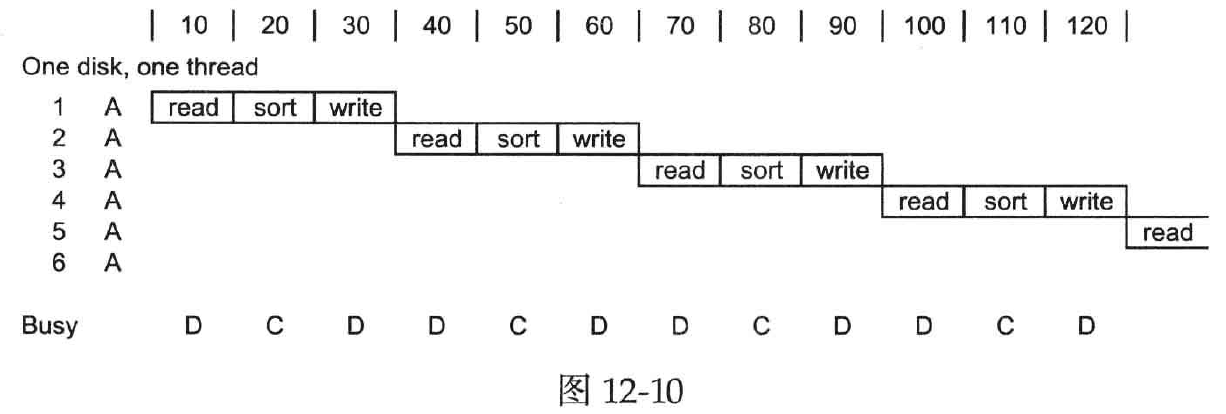 | 10 | 20 | 30 | 40 | 50 | 60 | 70 | 80 | 90 | 100 | 110 | 120 |
One disk, one thread
1 A read sort write
2 A read sort write
3 A read sort write
4 A read sort write
5 A read
6 A
Busy D C D D C D D C D D C D
图 12-10